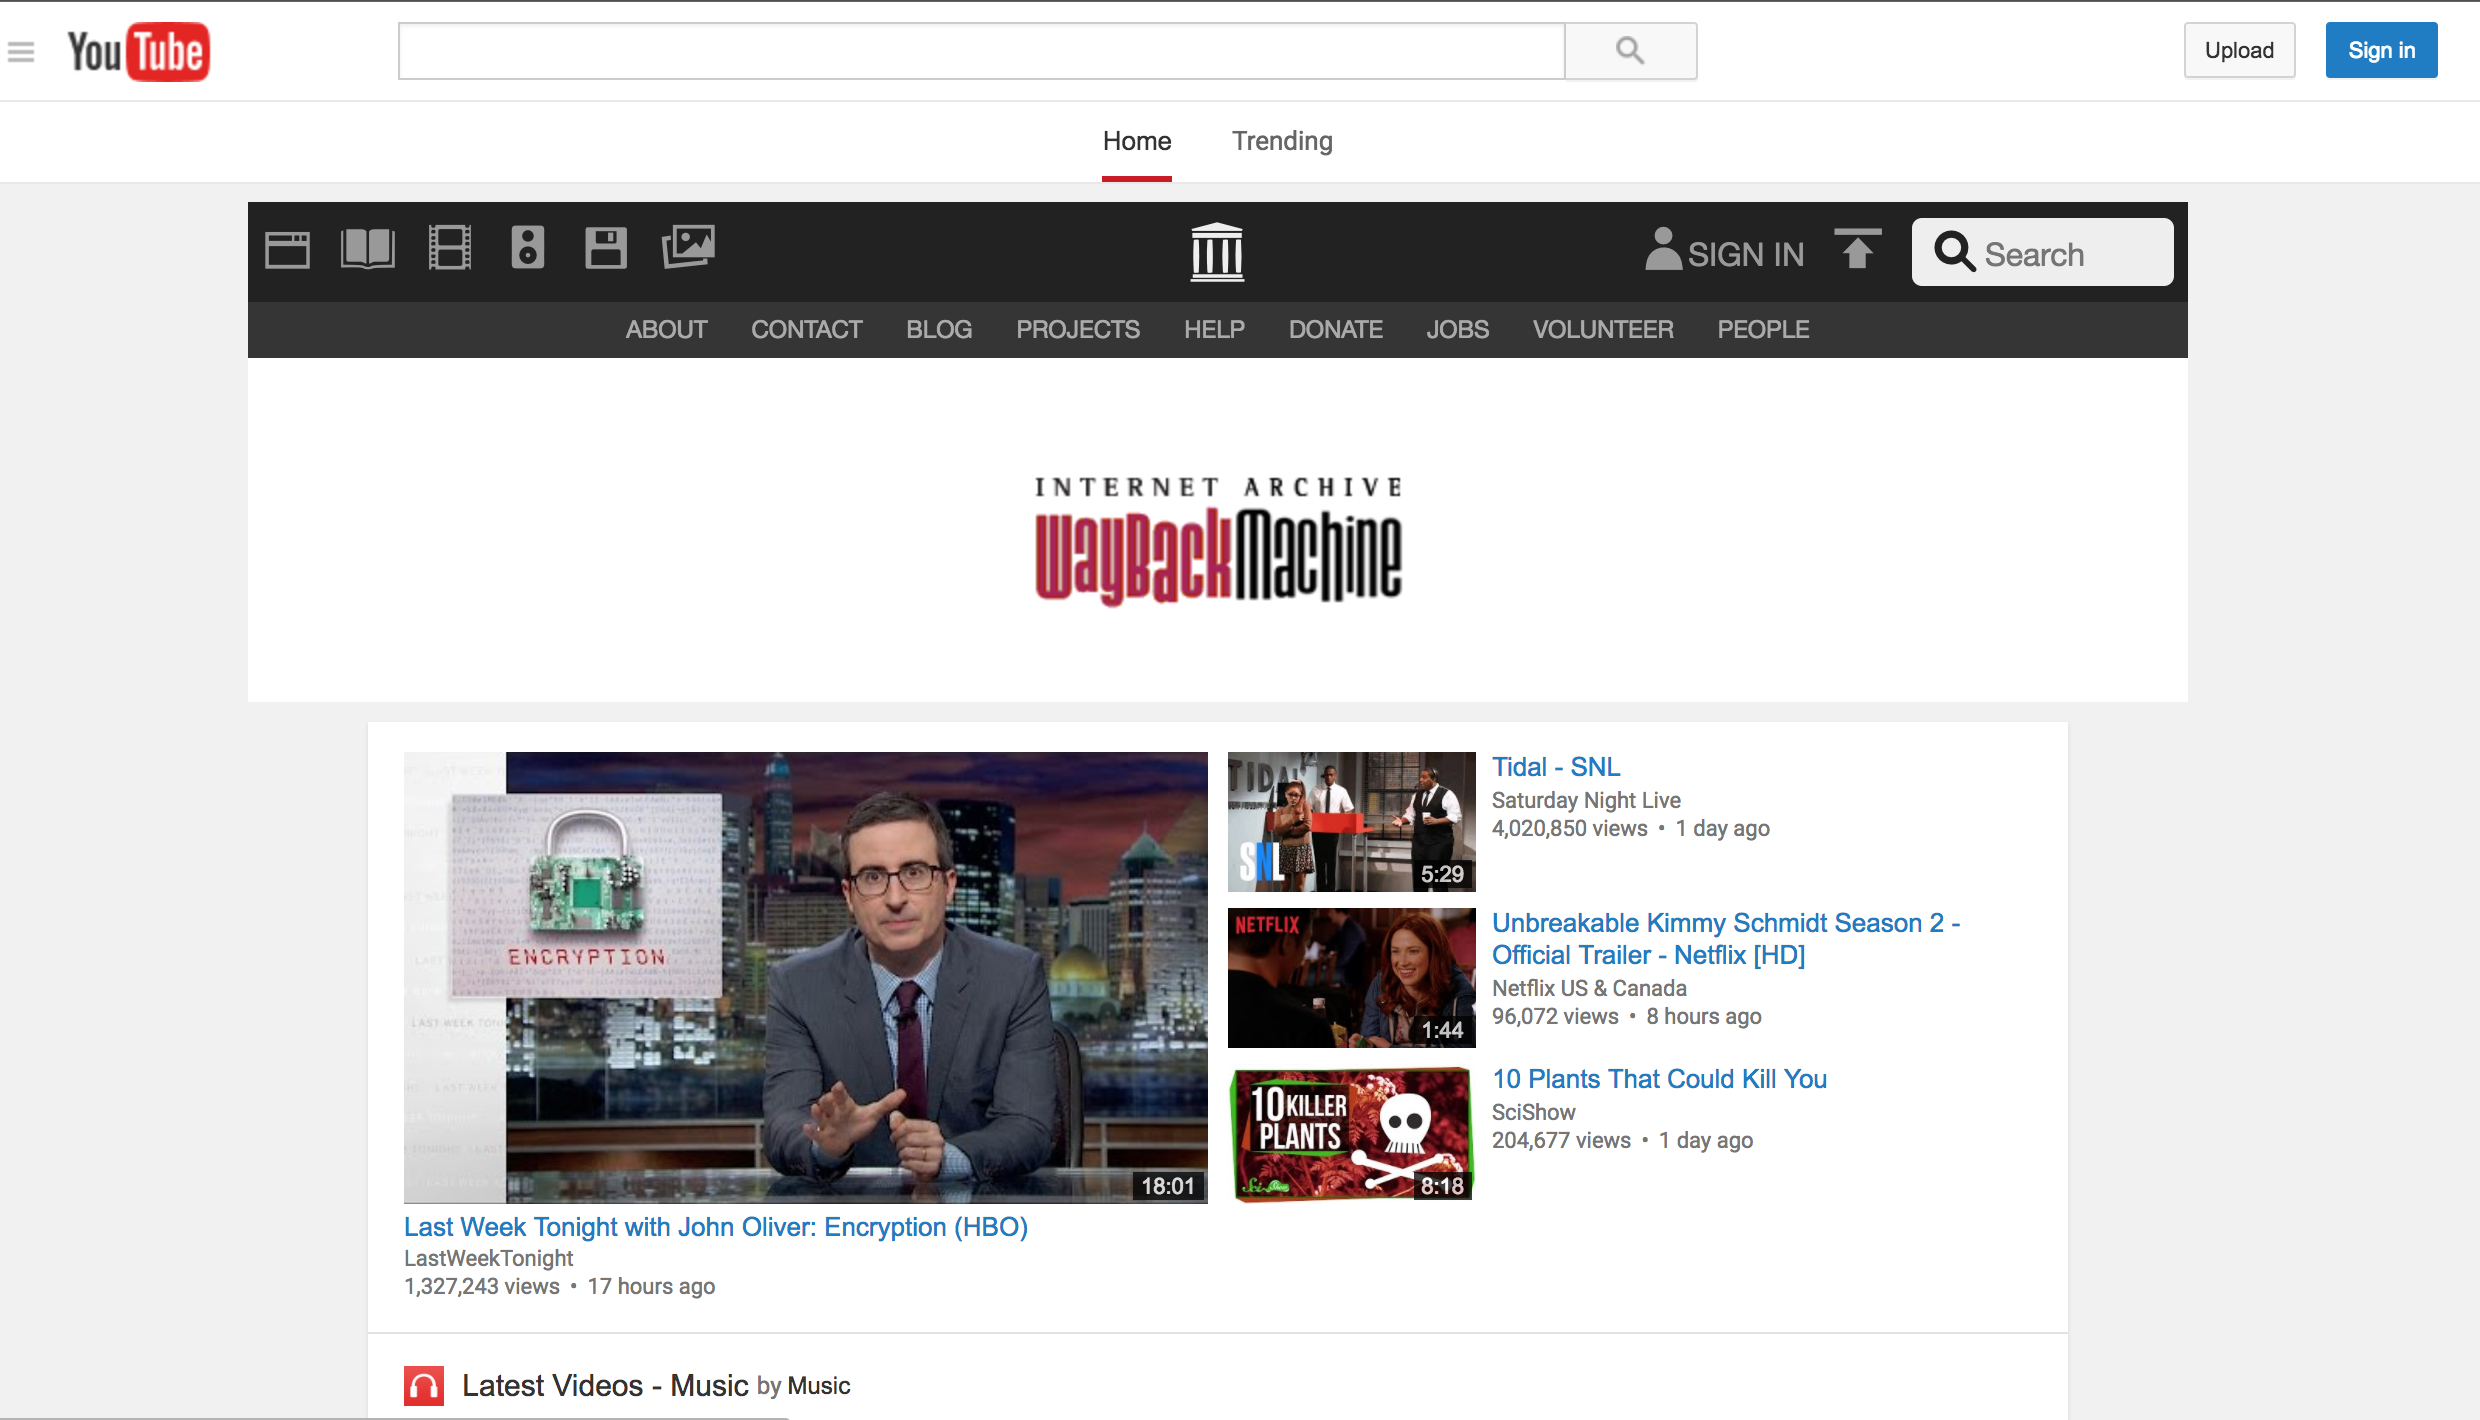 YouTube
Upload
Sign in
Home
Trending
SIGN IN
Search
ABOUT CONTACT BLOG PROJECTS HELP DONATE JOBS VOLUNTEER PEOPLE
INTERNET ARCHIVE
WayBackMachine
ENCRYPTION
LAST WEEK TONI
18:01
Last Week Tonight with John Oliver: Encryption (HBO)
LastWeekTonight
1,327,243 views • 17 hours ago
TIDAL
SNL
5:29
Tidal - SNL
Saturday Night Live
4,020,850 views • 1 day ago
NETFLIX
1:44
Unbreakable Kimmy Schmidt Season 2 -
Official Trailer - Netflix [HD]
Netflix US & Canada
96,072 views • 8 hours ago
10 KILLER
PLANTS
Sci Show
8:18
10 Plants That Could Kill You
SciShow
204,677 views • 1 day ago
Latest Videos - Music by Music